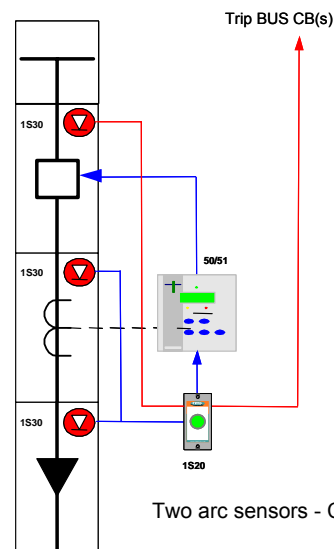 Trip BUS CB(s)
1S30
1S30
50/51
1S30
1S20
Two arc sensors -